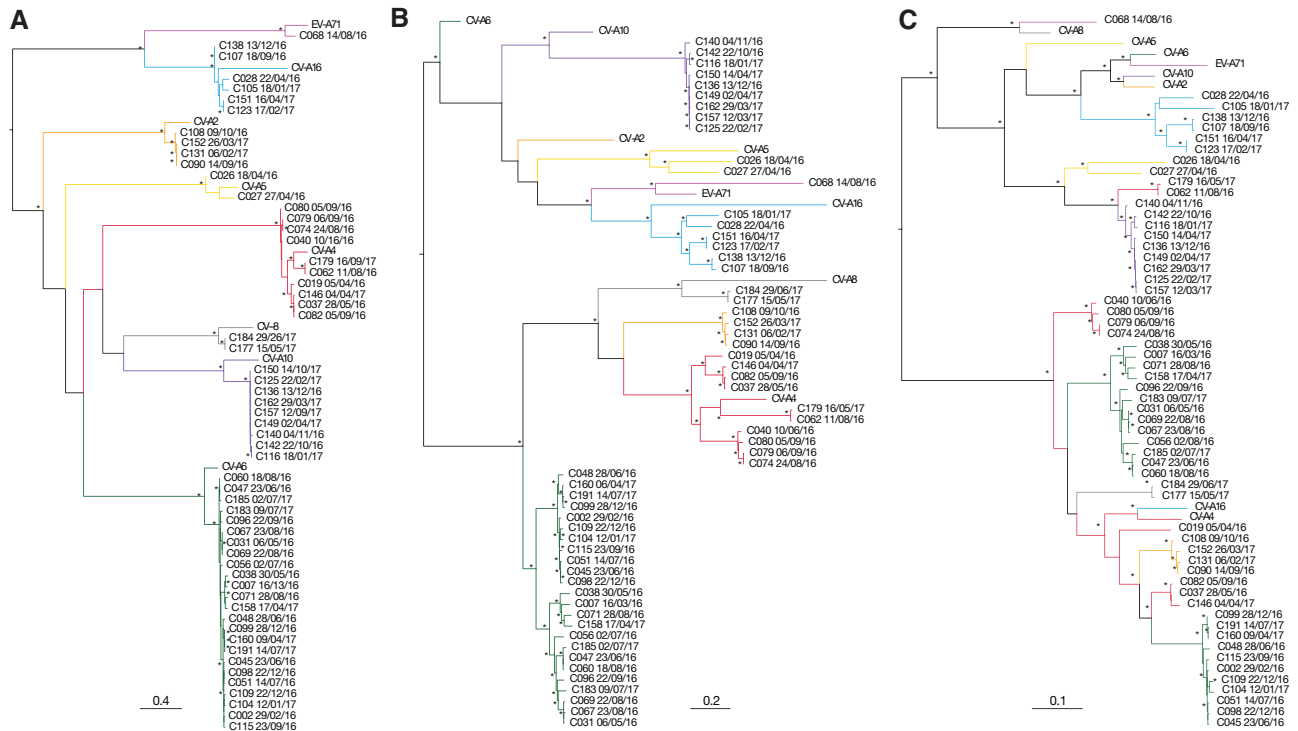 A
EV-A71
C068 14/08/16
C138 13/12/16
C107 18/09/16
CV-A16
C028 22/04/16
C105 18/01/17
C151 16/04/17
C123 17/02/17
CV-A2
C108 09/10/16
C152 26/03/17
C131 06/02/17
C090 14/09/16
C026 18/04/16
CV-A5
C027 27/04/16
C080 05/09/16
C079 06/09/16
C074 24/08/16
C040 10/16/16
CV-A4
C179 16/09/17
C062 11/08/16
C019 05/04/16
C146 04/04/17
C037 28/05/16
C082 05/09/16
CV-8
C184 29/26/17
C177 15/05/17
CV-A10
C150 14/10/17
C125 22/02/17
C136 13/12/16
C162 29/03/17
C157 12/09/17
C149 02/04/17
C140 04/11/16
C142 22/10/16
C116 18/01/17
CV-A6
C060 18/08/16
C047 23/06/16
C185 02/07/17
C183 09/07/17
C096 22/09/16
C067 23/08/16
C031 06/05/16
C069 22/08/16
C056 02/07/16
C038 30/05/16
C007 16/13/16
C071 28/08/16
C158 17/04/17
C048 28/06/16
C099 28/12/16
C160 09/04/17
C191 14/07/17
C045 23/06/16
C098 22/12/16
C051 14/07/16
C109 22/12/16
C104 12/01/17
C002 29/02/16
C115 23/09/16
0.4
B
CV-A6
CV-A10
C140 04/11/16
C142 22/10/16
C116 18/01/17
C150 14/04/17
C136 13/12/16
C149 02/04/17
C162 29/03/17
C157 12/03/17
C125 22/02/17
CV-A2
CV-A5
C026 18/04/16
C027 27/04/16
C068 14/08/16
EV-A71
CV-A16
C105 18/01/17
C028 22/04/16
C151 16/04/17
C123 17/02/17
C138 13/12/16
C107 18/09/16
CV-A8
C184 29/06/17
C177 15/05/17
C108 09/10/16
C152 26/03/17
C131 06/02/17
C090 14/09/16
C019 05/04/16
C146 04/04/17
C082 05/09/16
C037 28/05/16
CV-A4
C179 16/05/17
C062 11/08/16
C040 10/06/16
C080 05/09/16
C079 06/09/16
C074 24/08/16
C048 28/06/16
C160 06/04/17
C191 14/07/17
C099 28/12/16
C002 29/02/16
C109 22/12/16
C104 12/01/17
C115 23/09/16
C051 14/07/16
C045 23/06/16
C098 22/12/16
C038 30/05/16
C007 16/03/16
C071 28/08/16
C158 17/04/17
C056 02/07/16
C185 02/07/17
C047 23/06/16
C060 18/08/16
C096 22/09/16
C183 09/07/17
C069 22/08/16
C067 23/08/16
C031 06/05/16
0.2
C
C068 14/08/16
CV-A8
CV-A5
CV-A6
EV-A71
CV-A10
CV-A2
C028 22/04/16
C105 18/01/17
C138 13/12/16
C107 18/09/16
C151 16/04/17
C123 17/02/17
C026 18/04/16
C027 27/04/16
C179 16/05/17
C062 11/08/16
C140 04/11/16
C142 22/10/16
C116 18/01/17
C150 14/04/17
C136 13/12/16
C149 02/04/17
C162 29/03/17
C125 22/02/17
C157 12/03/17
C040 10/06/16
C080 05/09/16
C079 06/09/16
C074 24/08/16
C038 30/05/16
C007 16/03/16
C071 28/08/16
C158 17/04/17
C096 22/09/16
C183 09/07/17
C031 06/05/16
C069 22/08/16
C067 23/08/16
C056 02/08/16
C185 02/07/17
C047 23/06/16
C060 18/08/16
C184 29/06/17
C177 15/05/17
CV-A16
CV-A4
C019 05/04/16
C108 09/10/16
C152 26/03/17
C131 06/02/17
C090 14/09/16
C082 05/09/16
C037 28/05/16
C146 04/04/17
C099 28/12/16
C191 14/07/17
C160 09/04/17
C048 28/06/16
C115 23/09/16
C002 29/02/16
C109 22/12/16
C104 12/01/17
C051 14/07/16
C098 22/12/16
C045 23/06/16
0.1